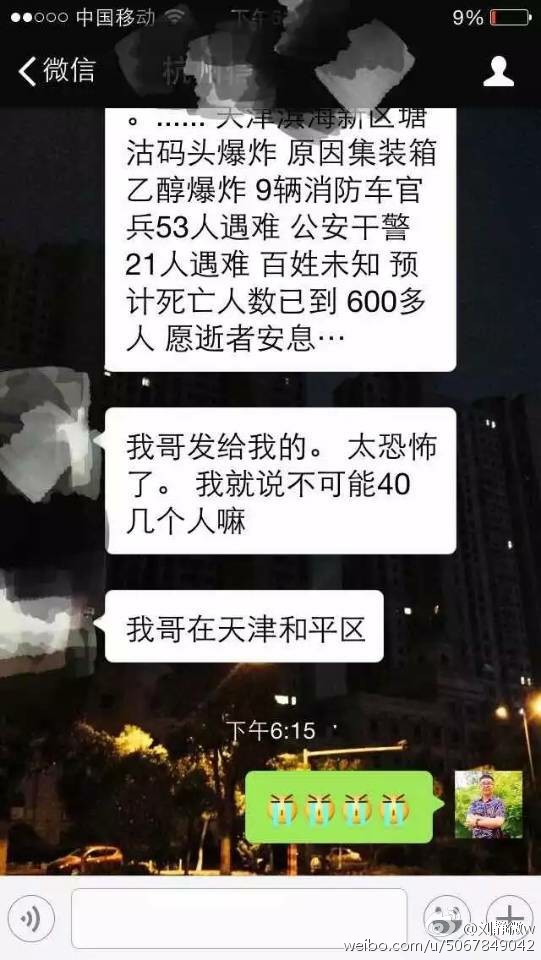 中国移动
下午6
9%
微信
杭州
。...... 天津滨海新区塘
沽码头爆炸 原因集装箱
乙醇爆炸 9辆消防车官
兵53人遇难 公安干警
21人遇难 百姓未知 预
计死亡人数已到 600多
人 愿逝者安息…
我哥发给我的。 太恐怖
了。 我就说不可能40
几个人嘛
我哥在天津和平区
下午6:15
weibo.com/u/5067849042